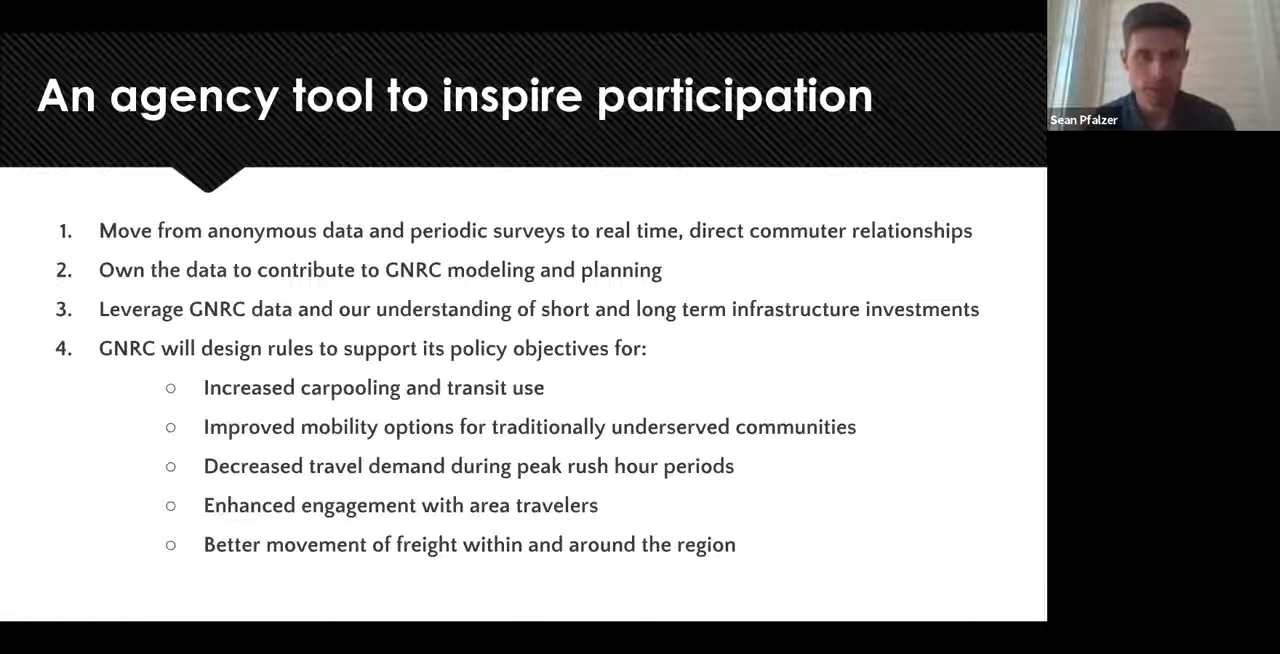 An agency tool to inspire participation
Sean Pfalzer
1. Move from anonymous data and periodic surveys to real time, direct commuter relationships
2. Own the data to contribute to GNRC modeling and planning
3. Leverage GNRC data and our understanding of short and long term infrastructure investments
4. GNRC will design rules to support its policy objectives for:
○ Increased carpooling and transit use
○ Improved mobility options for traditionally underserved communities
○ Decreased travel demand during peak rush hour periods
○ Enhanced engagement with area travelers
○ Better movement of freight within and around the region